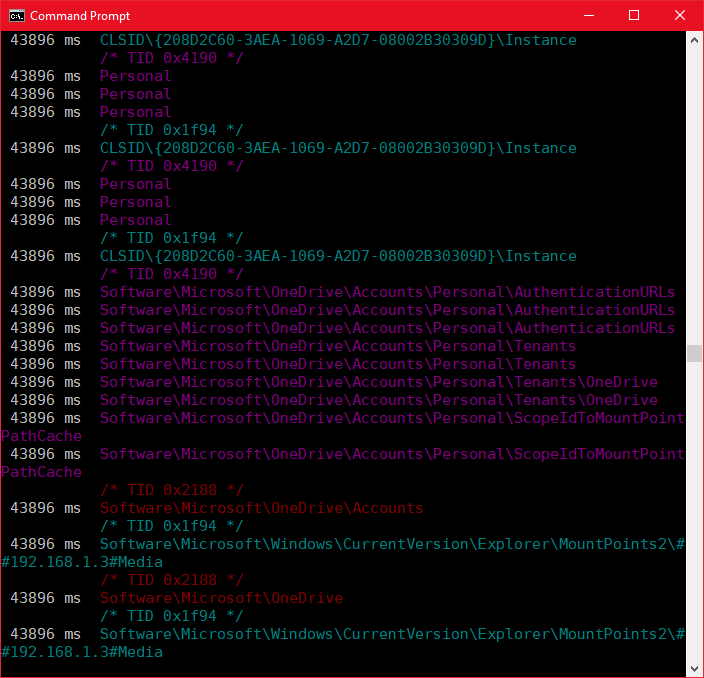 Command Prompt
43896 ms  CLSID\{208D2C60-3AEA-1069-A2D7-08002B30309D}\Instance
/* TID 0x4190 */
43896 ms  Personal
43896 ms  Personal
43896 ms  Personal
/* TID 0x1f94 */
43896 ms  CLSID\{208D2C60-3AEA-1069-A2D7-08002B30309D}\Instance
/* TID 0x4190 */
43896 ms  Personal
43896 ms  Personal
43896 ms  Personal
/* TID 0x1f94 */
43896 ms  CLSID\{208D2C60-3AEA-1069-A2D7-08002B30309D}\Instance
/* TID 0x4190 */
43896 ms  Software\Microsoft\OneDrive\Accounts\Personal\AuthenticationURLs
43896 ms  Software\Microsoft\OneDrive\Accounts\Personal\AuthenticationURLs
43896 ms  Software\Microsoft\OneDrive\Accounts\Personal\AuthenticationURLs
43896 ms  Software\Microsoft\OneDrive\Accounts\Personal\Tenants
43896 ms  Software\Microsoft\OneDrive\Accounts\Personal\Tenants
43896 ms  Software\Microsoft\OneDrive\Accounts\Personal\Tenants\OneDrive
43896 ms  Software\Microsoft\OneDrive\Accounts\Personal\Tenants\OneDrive
43896 ms  Software\Microsoft\OneDrive\Accounts\Personal\ScopeIdToMountPoint
PathCache
43896 ms  Software\Microsoft\OneDrive\Accounts\Personal\ScopeIdToMountPoint
PathCache
/* TID 0x2188 */
43896 ms  Software\Microsoft\OneDrive\Accounts
/* TID 0x1f94 */
43896 ms  Software\Microsoft\Windows\CurrentVersion\Explorer\MountPoints2\#
#192.168.1.3#Media
/* TID 0x2188 */
43896 ms  Software\Microsoft\OneDrive
/* TID 0x1f94 */
43896 ms  Software\Microsoft\Windows\CurrentVersion\Explorer\MountPoints2\#
#192.168.1.3#Media